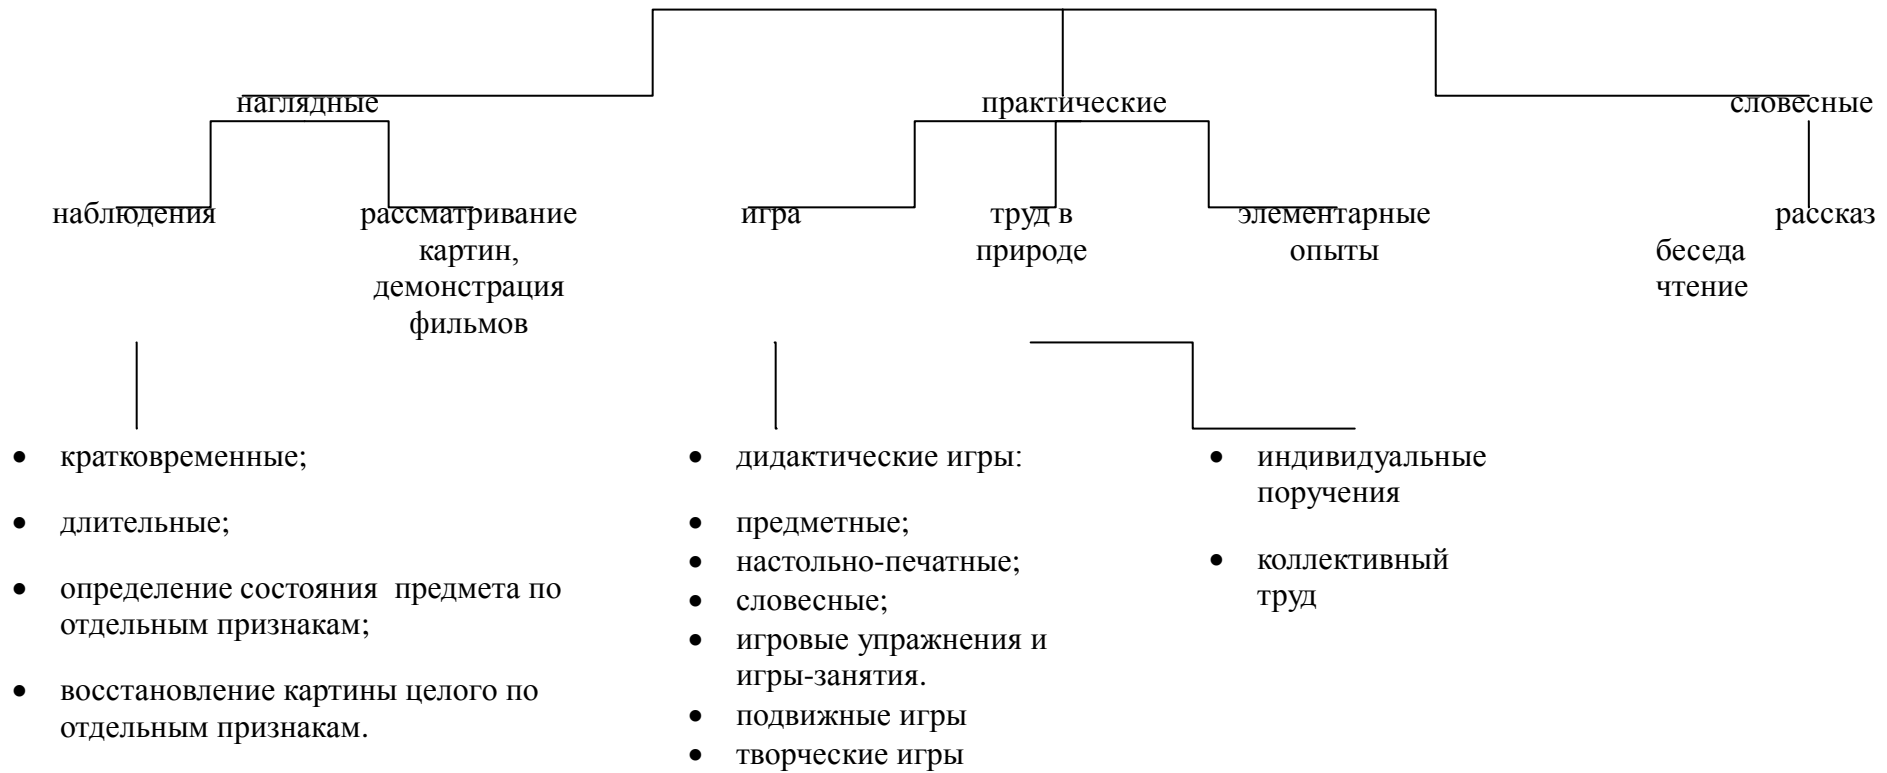 наглядные
практические
словесные
наблюдения
рассматривание
картин,
демонстрация
фильмов
игра
труд в
природе
элементарные
опыты
рассказ
беседа
чтение
• кратковременные;
• длительные;
• определение состояния предмета по
отдельным признакам;
• восстановление картины целого по
отдельным признакам.
• дидактические игры:
• предметные;
• настольно-печатные;
• словесные;
• игровые упражнения и
игры-занятия.
• подвижные игры
• творческие игры
• индивидуальные
поручения
• коллективный
труд